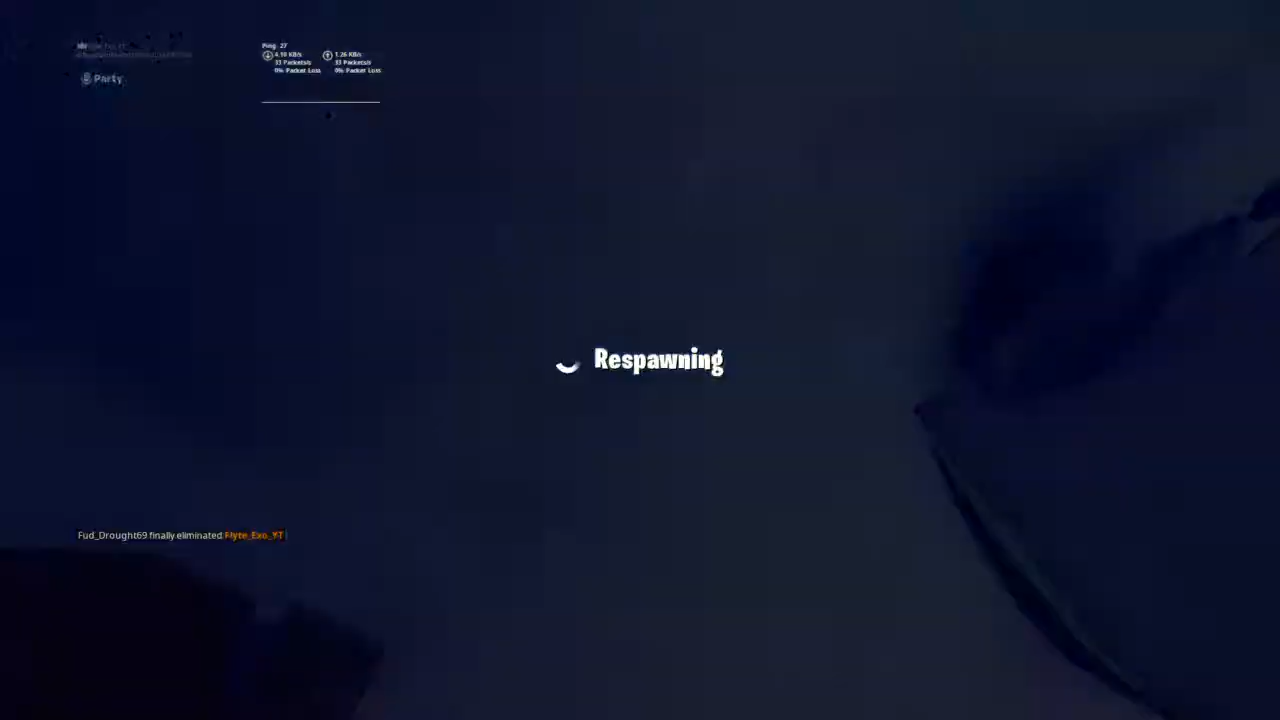 Ping: 27
4.18 KB/s 1.26 KB/s
33 Packets/s 33 Packets/s
0% Packet Loss 0% Packet Loss
Party
Respawning
Fud_Drought69 finally eliminated Flyte_Exo_YT